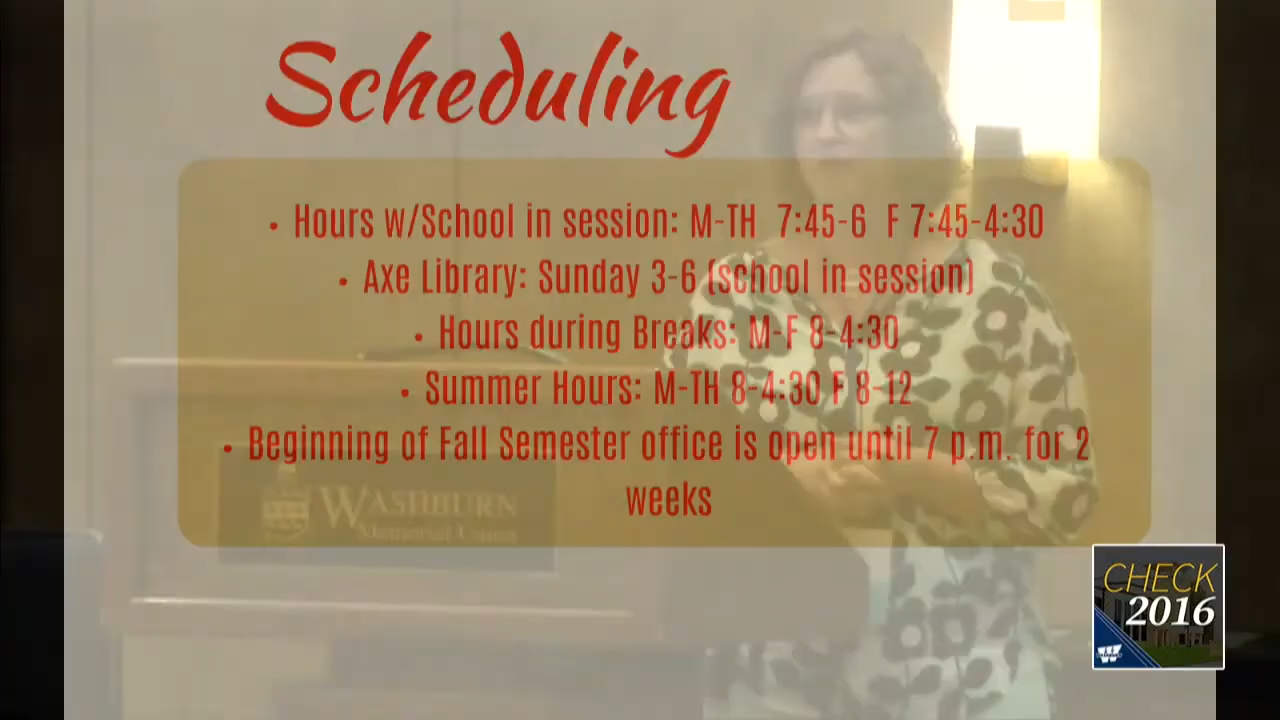 Scheduling
• Hours w/School in session: M-TH  7:45-6  F 7:45-4:30
• Axe Library: Sunday 3-6 (school in session)
• Hours during Breaks: M-F 8-4:30
• Summer Hours: M-TH 8-4:30 F 8-12
• Beginning of Fall Semester office is open until 7 p.m. for 2
weeks
WASHBURN
Memorial Union
CHECK
2016